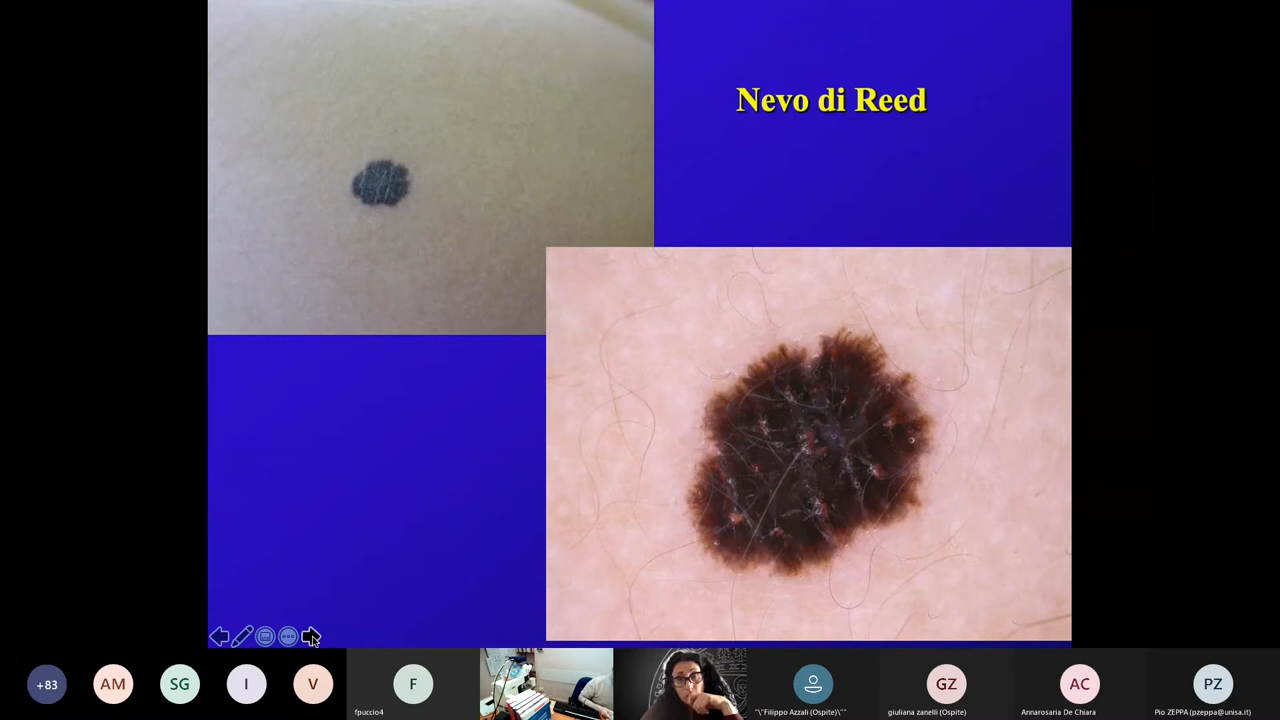 Nevo di Reed
+83
AM
SG
I
V
F
fpuccio4
"\"Filippo Azzali (Ospite)\""
GZ
giuliana zanelli (Ospite)
AC
Annarosaria De Chiara
PZ
Pio ZEPPA (pzeppa@unisa.it)